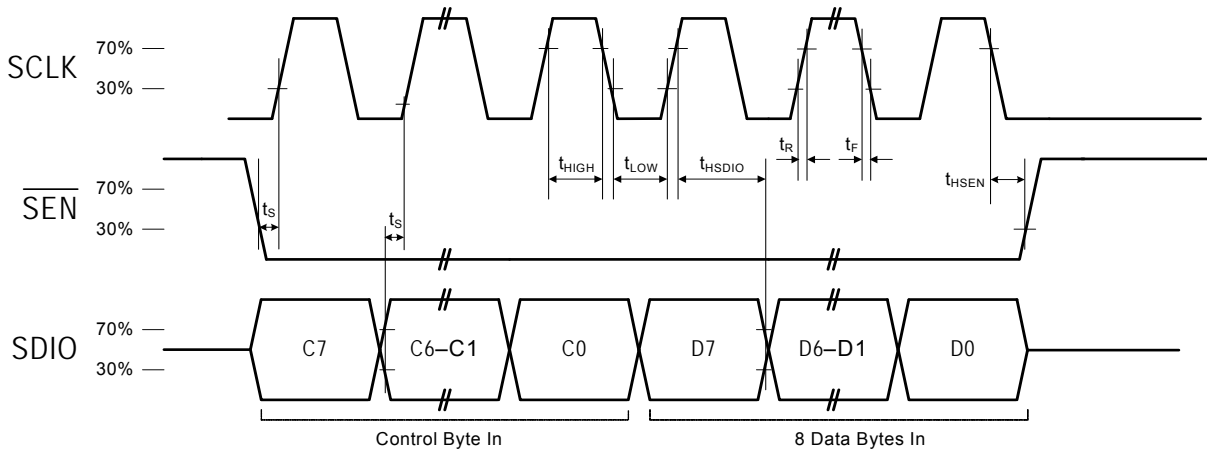 SCLK
70%
30%
tR
tF
tHIGH
tLOW
tHSDIO
tHSEN
SEN
70%
30%
tS
tS
SDIO
70%
30%
C7
C6–C1
C0
D7
D6–D1
D0
Control Byte In
8 Data Bytes In